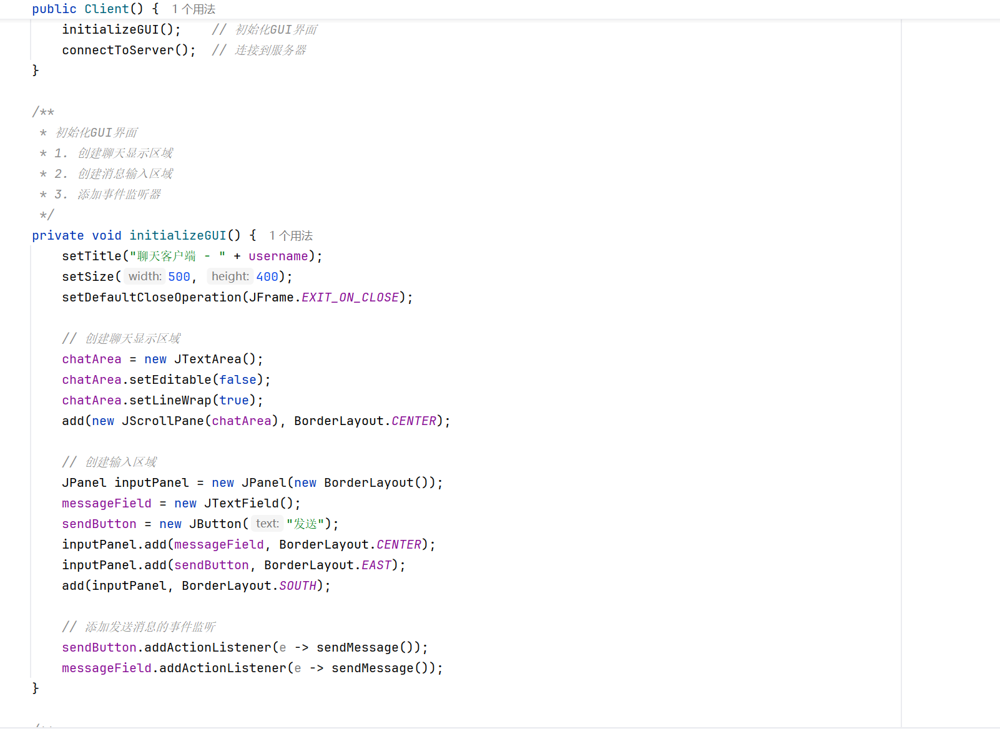 public Client() { 1 个用法
initializeGUI(); // 初始化GUI界面
connectToServer(); // 连接到服务器
}
/**
* 初始化GUI界面
* 1. 创建聊天显示区域
* 2. 创建消息输入区域
* 3. 添加事件监听器
*/
private void initializeGUI() { 1 个用法
setTitle("聊天客户端 - " + username);
setSize( width: 500, height: 400);
setDefaultCloseOperation(JFrame.EXIT_ON_CLOSE);
// 创建聊天显示区域
chatArea = new JTextArea();
chatArea.setEditable(false);
chatArea.setLineWrap(true);
add(new JScrollPane(chatArea), BorderLayout.CENTER);
// 创建输入区域
JPanel inputPanel = new JPanel(new BorderLayout());
messageField = new JTextField();
sendButton = new JButton( text: "发送");
inputPanel.add(messageField, BorderLayout.CENTER);
inputPanel.add(sendButton, BorderLayout.EAST);
add(inputPanel, BorderLayout.SOUTH);
// 添加发送消息的事件监听
sendButton.addActionListener(e -> sendMessage());
messageField.addActionListener(e -> sendMessage());
}